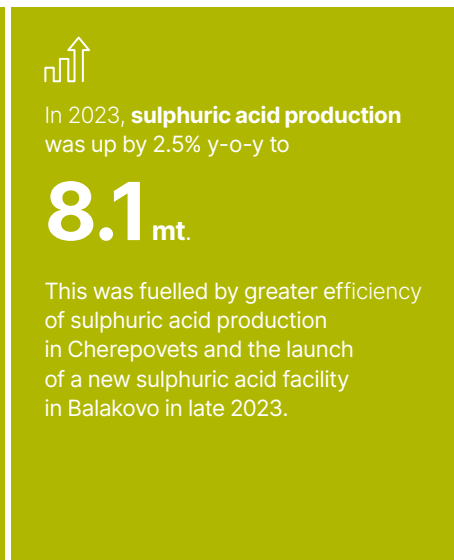 In 2023, sulphuric acid production
was up by 2.5% y-o-y to
8.1 mt.
This was fuelled by greater efficiency
of sulphuric acid production
in Cherepovets and the launch
of a new sulphuric acid facility
in Balakovo in late 2023.